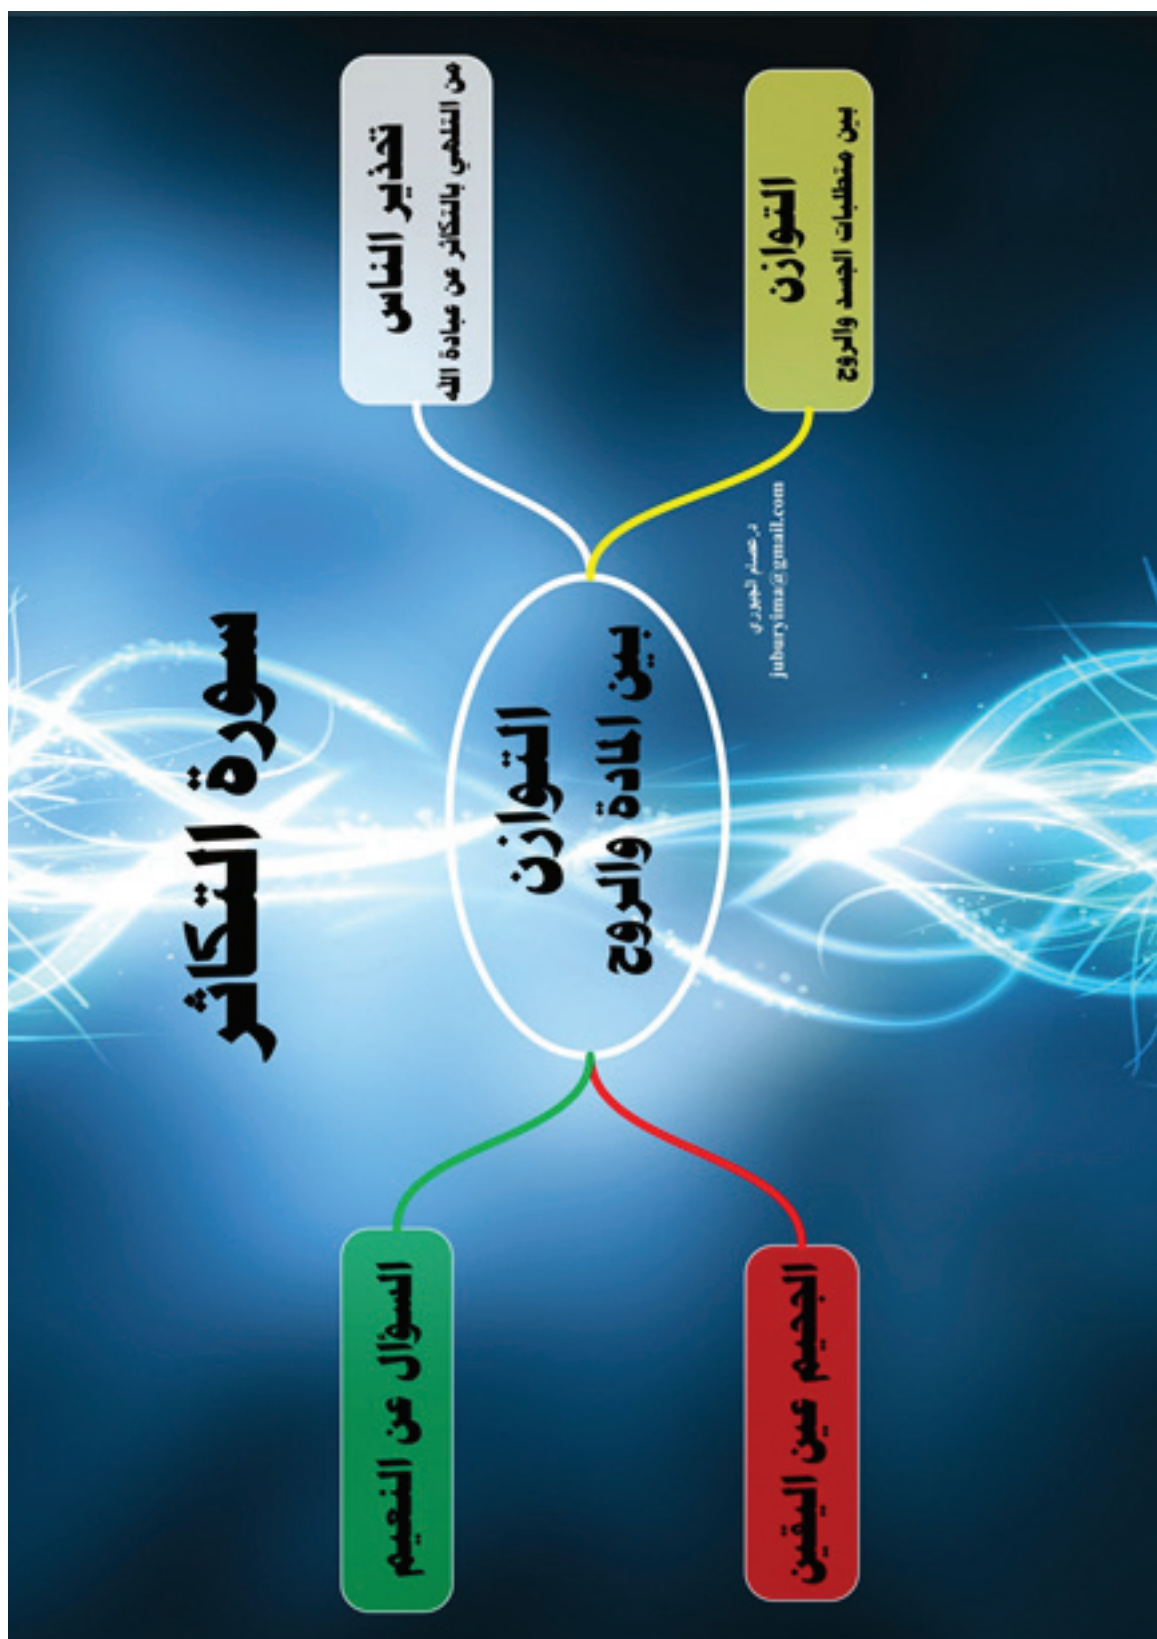 سورة التكاثر
تحذير الناس
من التلهي بالتكاثر عن عبادة الله
التوازن
بين متطلبات الجسد والروح
التوازن
بين المادة والروح
السؤال عن النعيم
الجحيم عين اليقين
juburyima@gmail.com